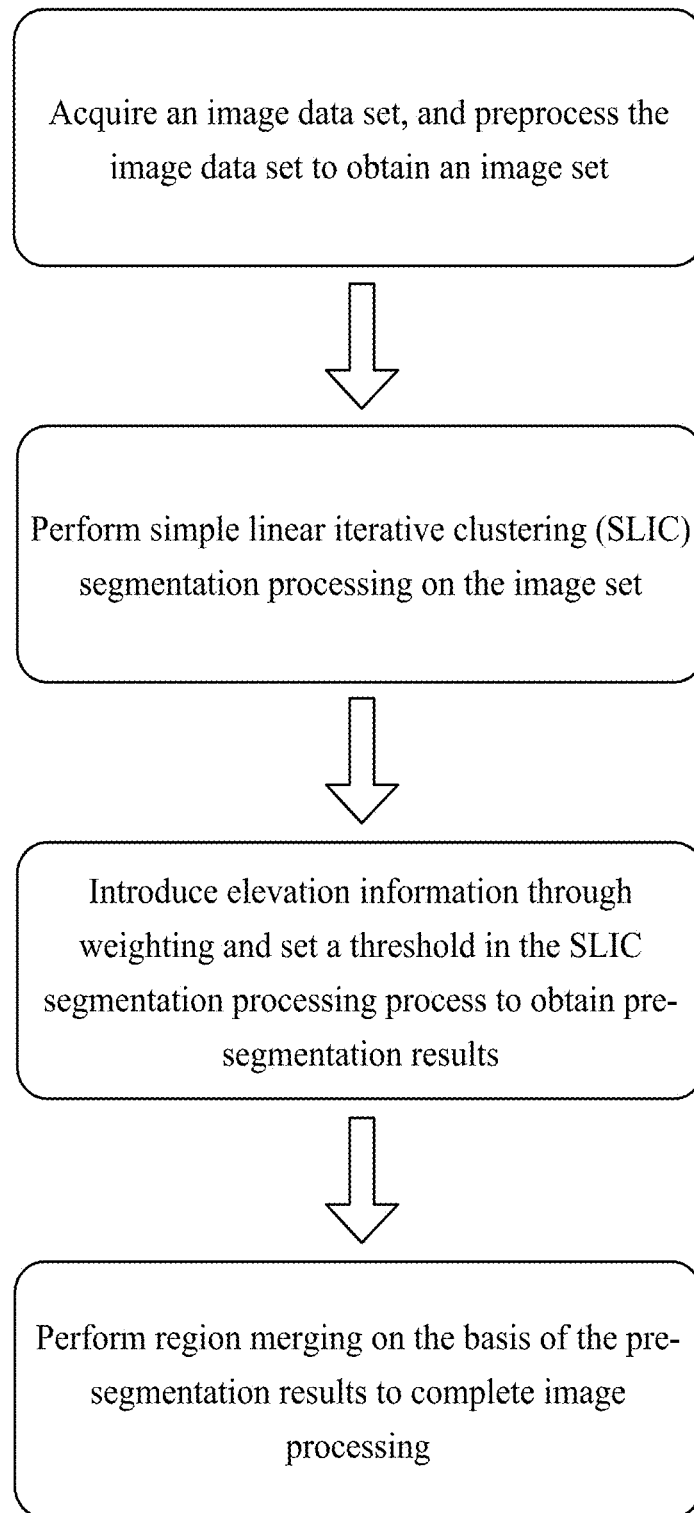 Acquire an image data set, and preprocess the
image data set to obtain an image set
Perform simple linear iterative clustering (SLIC)
segmentation processing on the image set
Introduce elevation information through
weighting and set a threshold in the SLIC
segmentation processing process to obtain pre-
segmentation results
Perform region merging on the basis of the pre-
segmentation results to complete image
processing